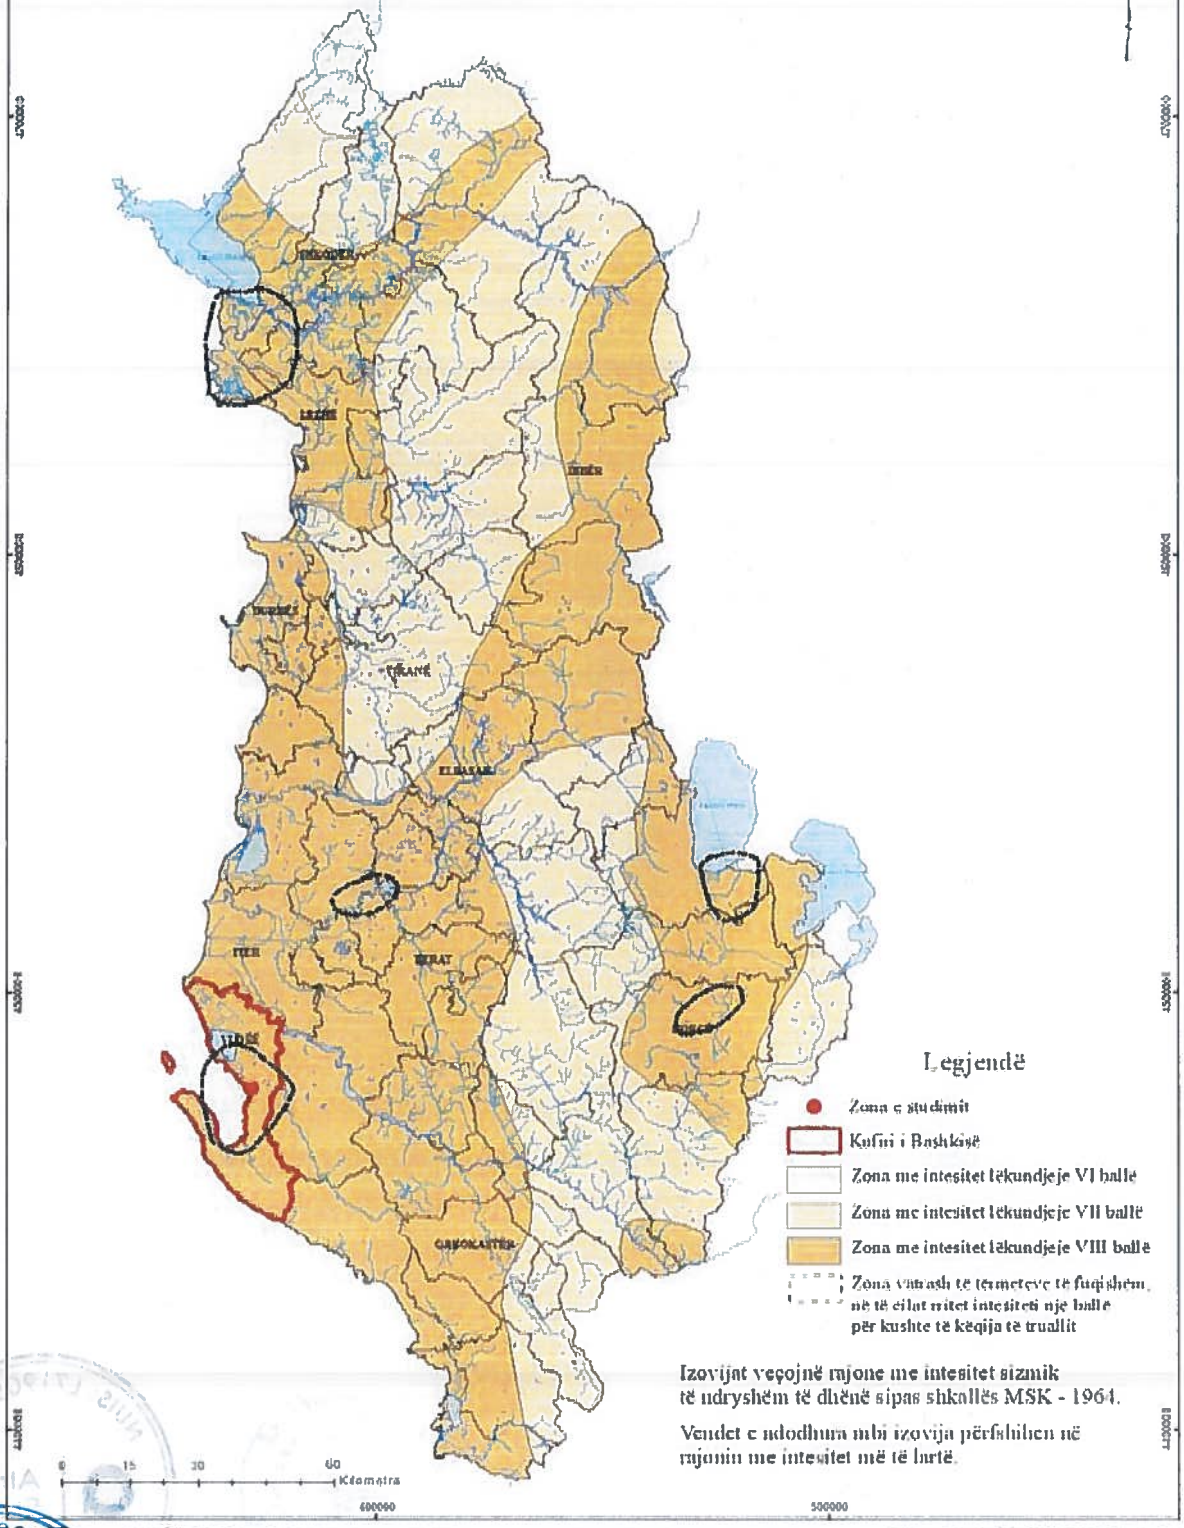 SHKODËR
LEZHË
DIBËR
DURRËS
TIRANË
ELBASAN
FIER
BERAT
VLORË
KORÇË
GJIROKASTËR
Legjendë
Zona e studimit
Kufiri i Bashkisë
Zona me intesitet lëkundjeje VI ballë
Zona me intesitet lëkundjeje VII ballë
Zona me intesitet lëkundjeje VIII ballë
Zona vatrash të tërmeteve të fuqishëm,
në të cilat rritet intesiteti një ballë
për kushte të këqija të truallit
Izovijat veçojnë rajone me intesitet sizmik
të ndryshëm të dhënë sipas shkallës MSK - 1964.
Vendet e ndodhura mbi izovija përfshihen në
rajonin me intesitet më të lartë.
0 15 30 60
Kilometra
400000 500000